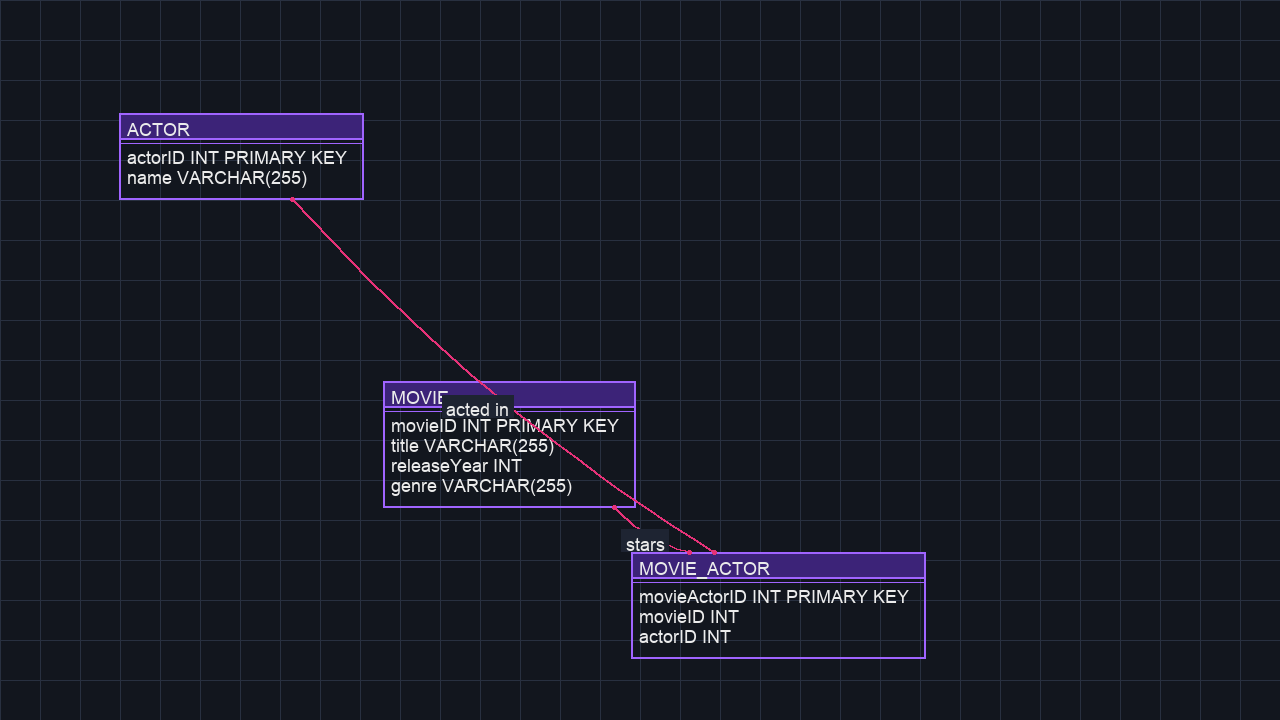 ACTOR
actorID INT PRIMARY KEY
name VARCHAR(255)
MOVIE
acted in
movieID INT PRIMARY KEY
title VARCHAR(255)
releaseYear INT
genre VARCHAR(255)
stars
MOVIE_ACTOR
movieActorID INT PRIMARY KEY
movieID INT
actorID INT